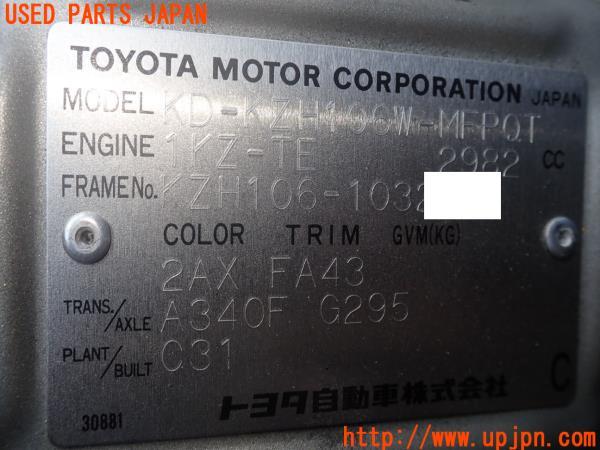 USED PARTS JAPAN
TOYOTA MOTOR CORPORATION JAPAN
MODEL KD-KZH106W-MFPQT
ENGINE 1KZ-TE 2982 CC
FRAME No. KZH106-1032
COLOR TRIM GVM(KG)
2AX FA43
TRANS./AXLE A340F G295
PLANT/BUILT C31
C
トヨタ自動車株式会社
30881
http://www.upjpn.com/